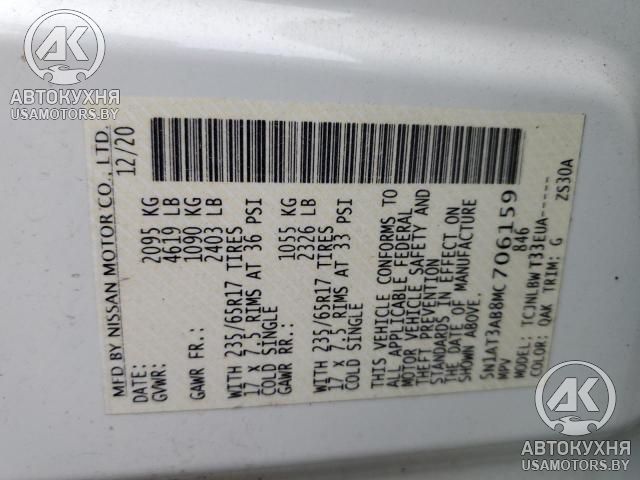 АК
АВТОКУХНЯ
USAMOTORS.BY
MFD BY NISSAN MOTOR CO., LTD.
DATE: 12/20
GVWR: 2095 KG
4619 LB
GAWR FR.: 1090 KG
2403 LB
WITH 235/65R17 TIRES
17 X 7.5 RIMS AT 36 PSI
COLD SINGLE
GAWR RR.: 1055 KG
2326 LB
WITH 235/65R17 TIRES
17 X 7.5 RIMS AT 33 PSI
COLD SINGLE
THIS VEHICLE CONFORMS TO
ALL APPLICABLE FEDERAL
MOTOR VEHICLE SAFETY AND
THEFT PREVENTION
STANDARDS IN EFFECT ON
THE DATE OF MANUFACTURE
SHOWN ABOVE.
5N1AT3AB8MC706159
MPV 846
MODEL: TCJNLBWT33EUA-----
COLOR: QAK TRIM: G ZS30A
АК
АВТОКУХНЯ
USAMOTORS.BY